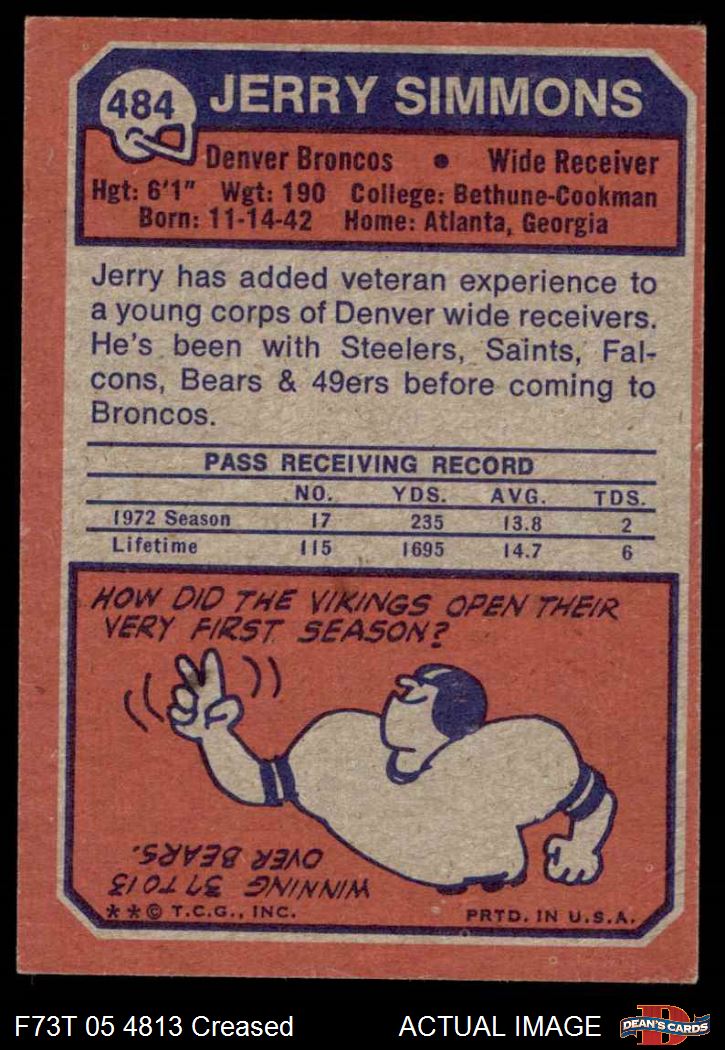 484 JERRY SIMMONS
Denver Broncos • Wide Receiver
Hgt: 6'1" Wgt: 190 College: Bethune-Cookman
Born: 11-14-42 Home: Atlanta, Georgia
Jerry has added veteran experience to
a young corps of Denver wide receivers.
He's been with Steelers, Saints, Fal-
cons, Bears & 49ers before coming to
Broncos.
PASS RECEIVING RECORD
NO. YDS. AVG. TDS.
1972 Season 17 235 13.8 2
Lifetime 115 1695 14.7 6
HOW DID THE VIKINGS OPEN THEIR
VERY FIRST SEASON?
WINNING 37 TO 13
OVER BEARS.
** © T.C.G., INC. PRTD. IN U.S.A.
F73T 05 4813 Creased ACTUAL IMAGE
D
DEAN'S CARDS